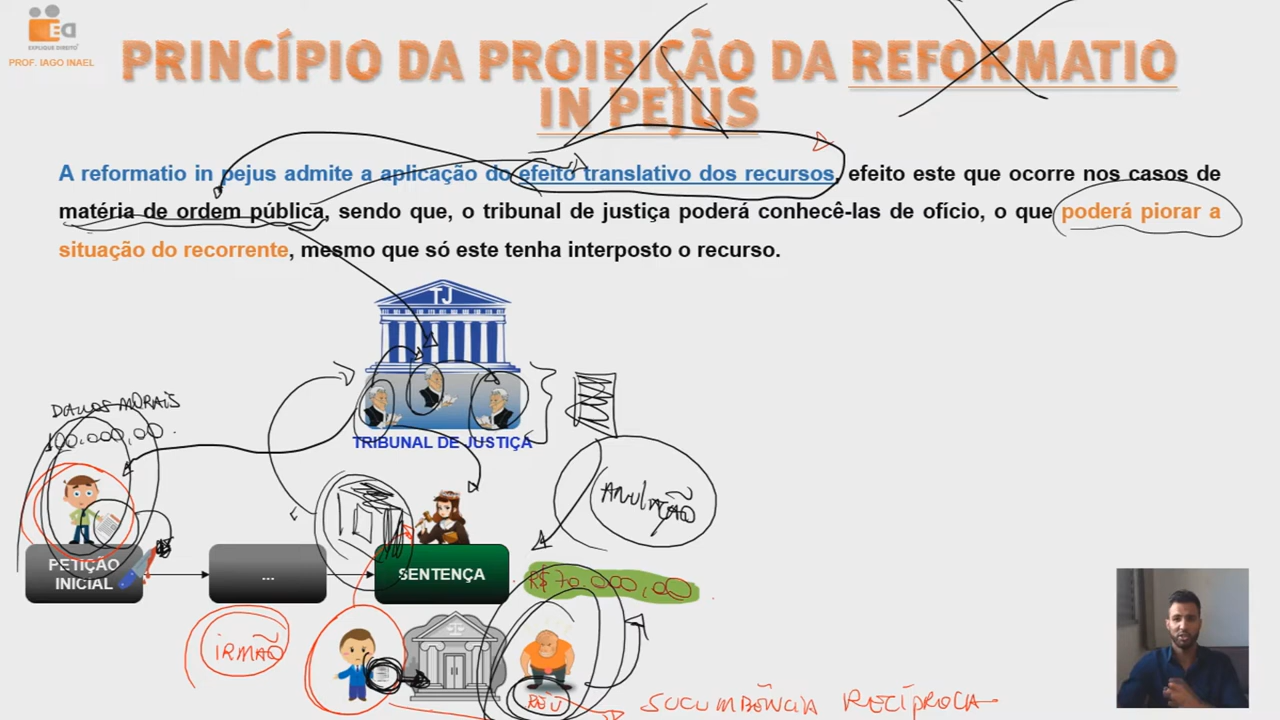 EXPLIQUE DIREITO
PROF. IAGO INAEL
PRINCÍPIO DA PROIBIÇÃO DA REFORMATIO
IN PEJUS
A reformatio in pejus admite a aplicação do efeito translativo dos recursos, efeito este que ocorre nos casos de
matéria de ordem pública, sendo que, o tribunal de justiça poderá conhecê-las de ofício, o que poderá piorar a
situação do recorrente, mesmo que só este tenha interposto o recurso.
TJ
TRIBUNAL DE JUSTIÇA
DANOS MORAIS
100.000,00.
ANULAÇÃO
PETIÇÃO
INICIAL
...
SENTENÇA
R$70.000,00
IRMÃO
RÉU
SUCUMBÊNCIA RECÍPROCA